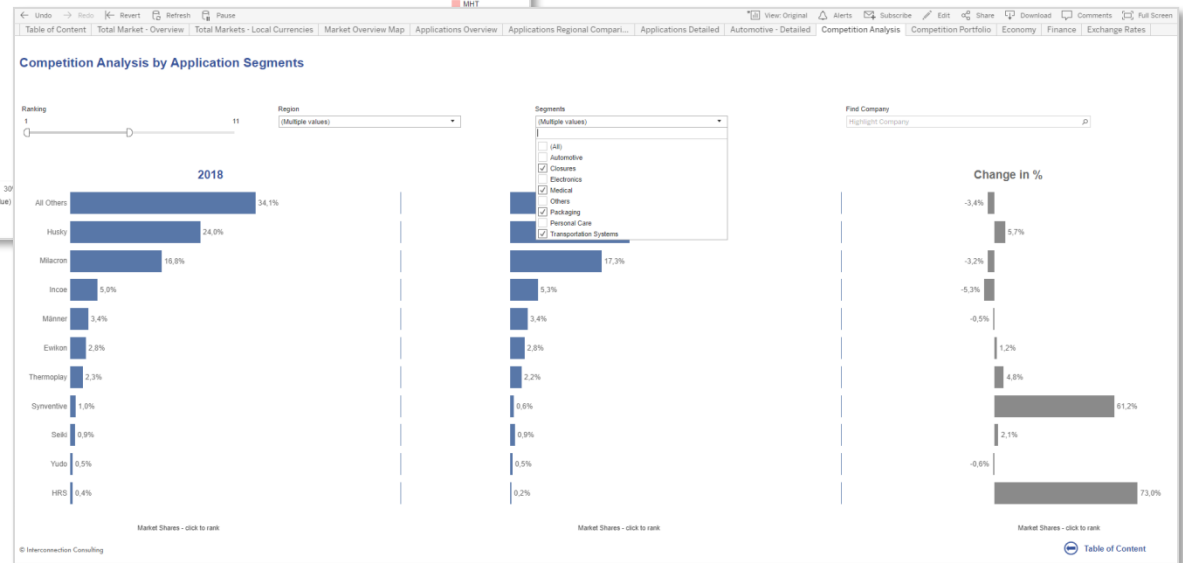 MHT
Undo Redo Revert Refresh Pause View: Original Alerts Subscribe Edit Share Download Comments Full Screen
Table of Content Total Market - Overview Total Markets - Local Currencies Market Overview Map Applications Overview Applications Regional Compari... Applications Detailed Automotive - Detailed Competition Analysis Competition Portfolio Economy Finance Exchange Rates
Competition Analysis by Application Segments
Ranking Region Segments Find Company
1 11 (Multiple values) (Multiple values) Highlight Company
(All)
Automotive
Closures
Electronics
Medical
Others
Packaging
Personal Care
Transportation Systems
2018 Change in %
All Others 34,1% -3,4%
Husky 24,0% 5,7%
Milacron 16,8% 17,3% -3,2%
Incoe 5,0% 5,3% -5,3%
Männer 3,4% 3,4% -0,5%
Ewikon 2,8% 2,8% 1,2%
Thermoplay 2,3% 2,2% 4,8%
Synventive 1,0% 0,6% 61,2%
Seiki 0,9% 0,9% 2,1%
Yudo 0,5% 0,5% -0,6%
HRS 0,4% 0,2% 73,0%
Market Shares - click to rank Market Shares - click to rank Market Shares - click to rank
© Interconnection Consulting Table of Content